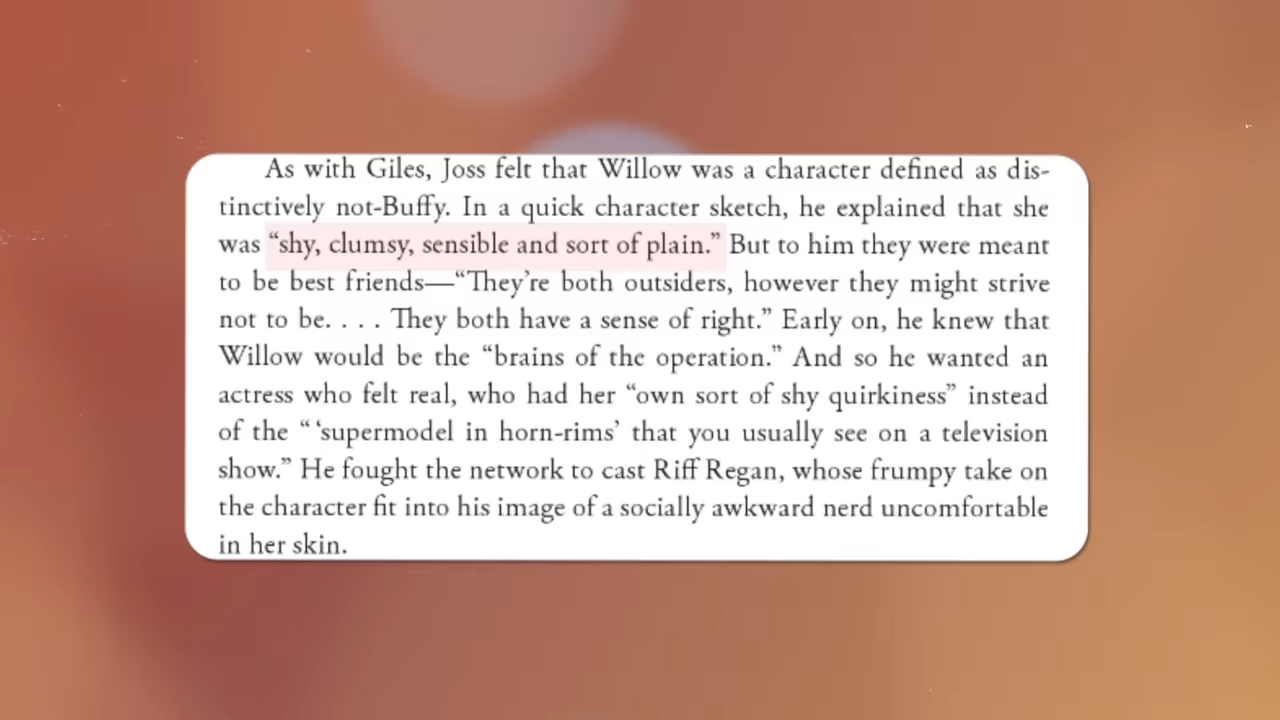 As with Giles, Joss felt that Willow was a character defined as dis-
tinctively not-Buffy. In a quick character sketch, he explained that she
was “shy, clumsy, sensible and sort of plain.” But to him they were meant
to be best friends—“They’re both outsiders, however they might strive
not to be. . . . They both have a sense of right.” Early on, he knew that
Willow would be the “brains of the operation.” And so he wanted an
actress who felt real, who had her “own sort of shy quirkiness” instead
of the “ ‘supermodel in horn-rims’ that you usually see on a television
show.” He fought the network to cast Riff Regan, whose frumpy take on
the character fit into his image of a socially awkward nerd uncomfortable
in her skin.